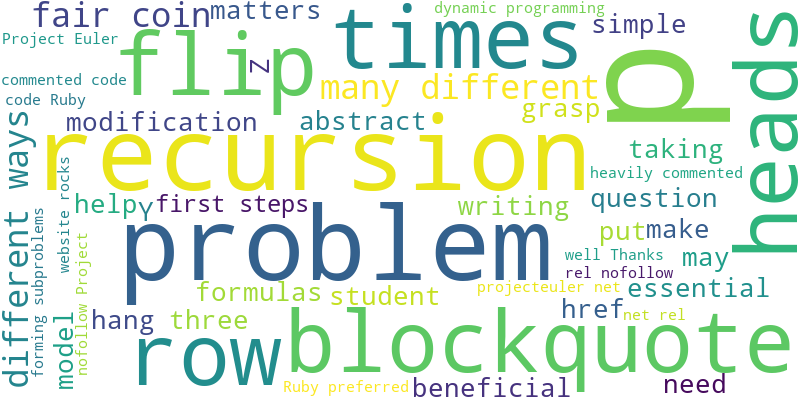 fair coin
matters
dynamic programming
simple
Project Euler
times
flip
Z
many different
p
heads
commented code
code Ruby
grasp
modification
abstract
recursion
taking
different ways
website rocks
heavily commented
question
help
Y
first steps
writing
put
make
problem
forming subproblems
nofollow Project
well Thanks
may
rel nofollow
formulas
student
projecteuler net
essential
model
hang
three
href
net rel
row
blockquote
Ruby preferred
beneficial
need